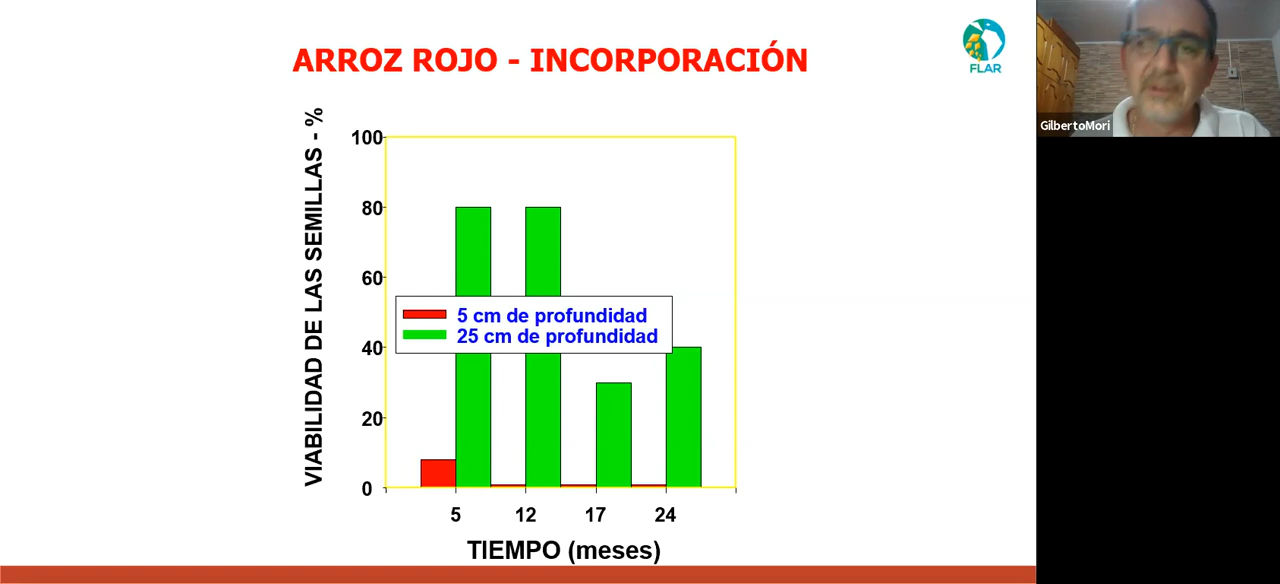 ARROZ ROJO - INCORPORACIÓN
FLAR
GilbertoMori
VIABILIDAD DE LAS SEMILLAS - %
100
80
60
40
20
0
5 cm de profundidad
25 cm de profundidad
5 12 17 24
TIEMPO (meses)